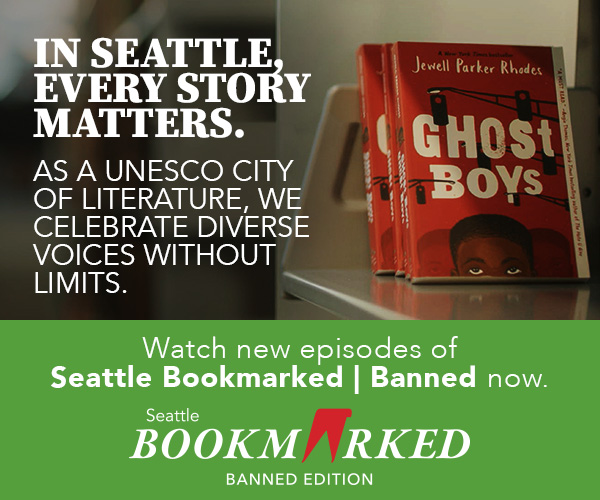 IN SEATTLE,
EVERY STORY
MATTERS.
AS A UNESCO CITY
OF LITERATURE, WE
CELEBRATE DIVERSE
VOICES WITHOUT
LIMITS.
Jewell Parker Rhodes
GHOST
BOYS
Watch new episodes of
Seattle Bookmarked | Banned now.
Seattle
BOOKMARKED
BANNED EDITION